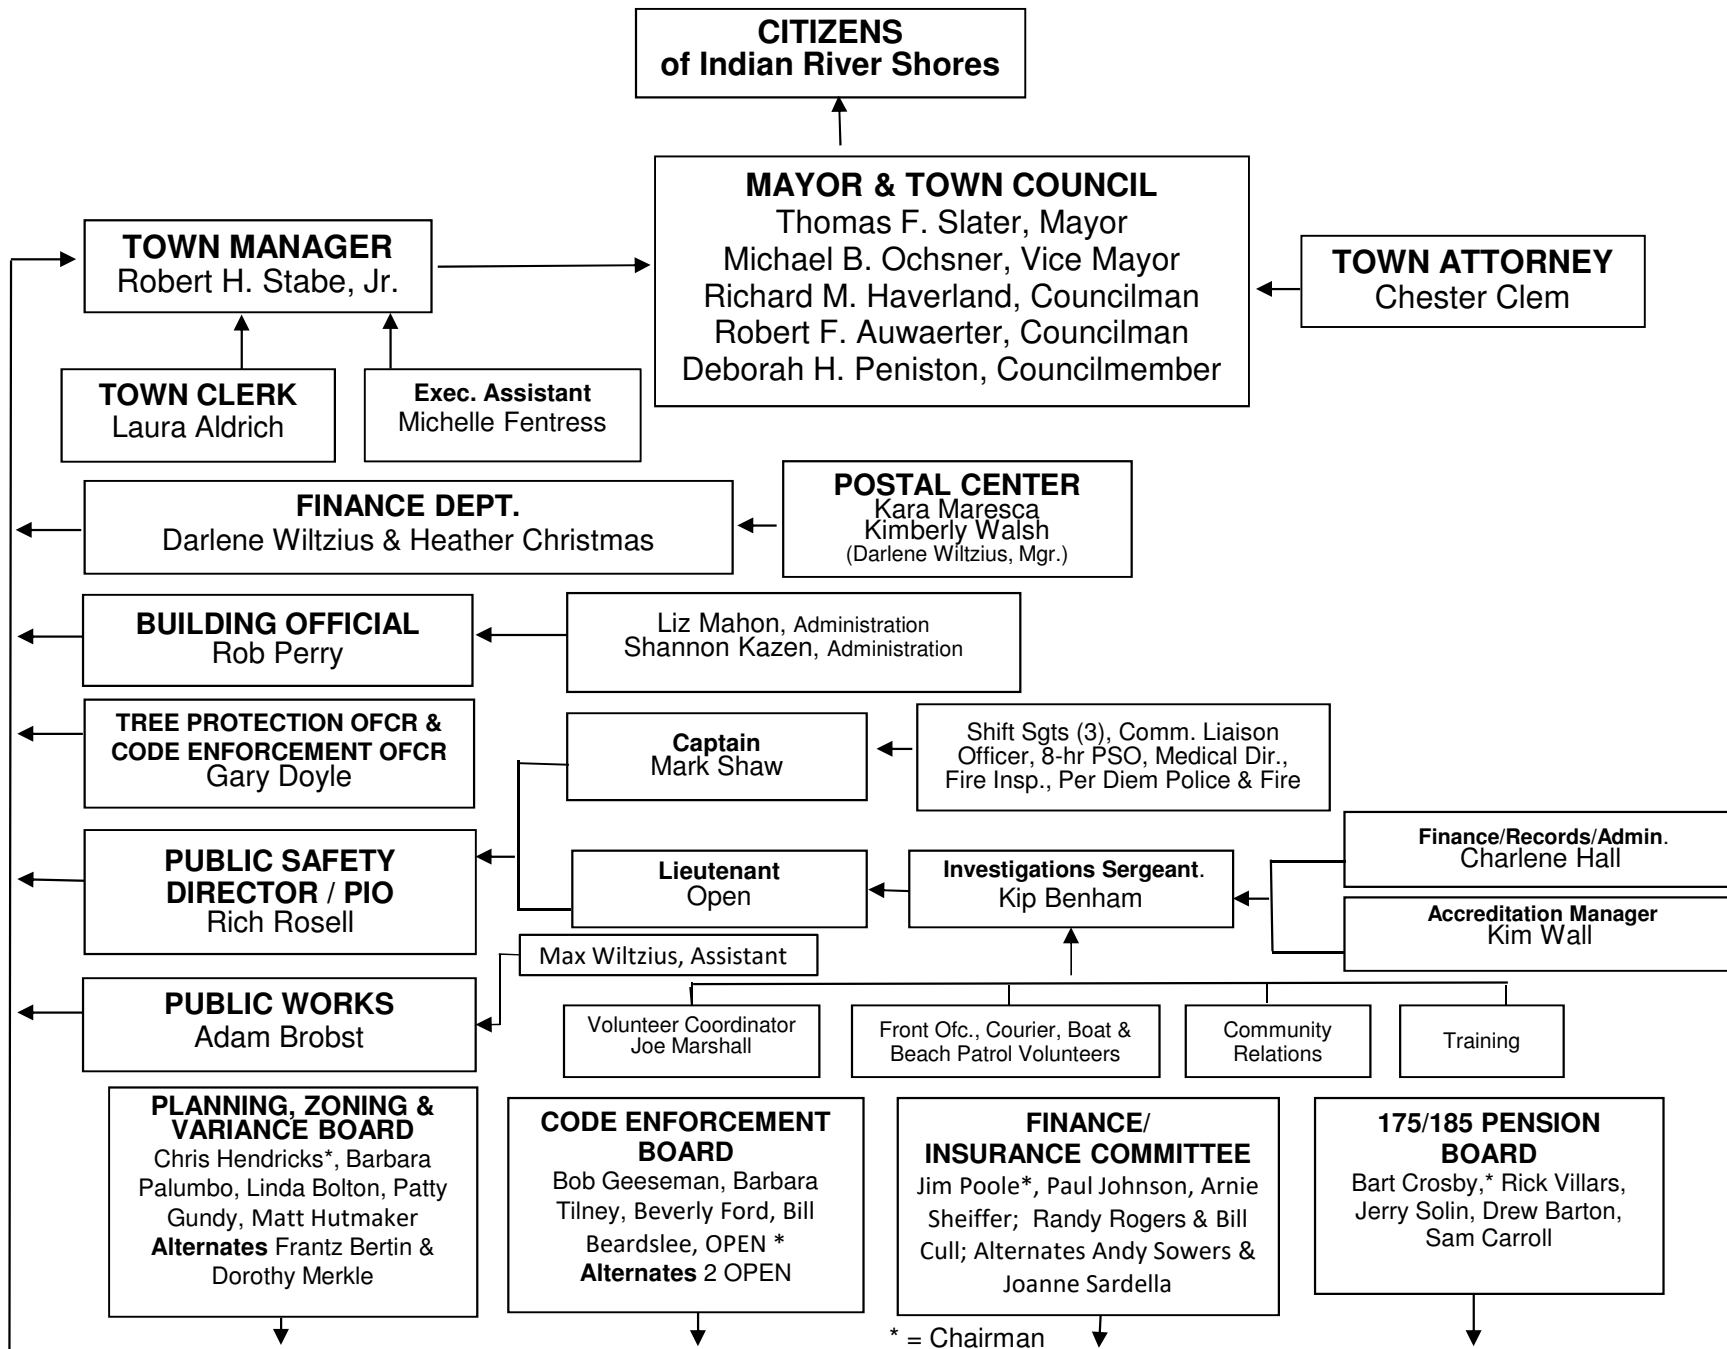 CITIZENS
of Indian River Shores
MAYOR & TOWN COUNCIL
Thomas F. Slater, Mayor
Michael B. Ochsner, Vice Mayor
Richard M. Haverland, Councilman
Robert F. Auwaerter, Councilman
Deborah H. Peniston, Councilmember
TOWN MANAGER
Robert H. Stabe, Jr.
TOWN ATTORNEY
Chester Clem
TOWN CLERK
Laura Aldrich
Exec. Assistant
Michelle Fentress
FINANCE DEPT.
Darlene Wiltzius & Heather Christmas
POSTAL CENTER
Kara Maresca
Kimberly Walsh
(Darlene Wiltzius, Mgr.)
BUILDING OFFICIAL
Rob Perry
Liz Mahon, Administration
Shannon Kazen, Administration
TREE PROTECTION OFCR &
CODE ENFORCEMENT OFCR
Gary Doyle
Captain
Mark Shaw
Shift Sgts (3), Comm. Liaison
Officer, 8-hr PSO, Medical Dir.,
Fire Insp., Per Diem Police & Fire
PUBLIC SAFETY
DIRECTOR / PIO
Rich Rosell
Lieutenant
Open
Investigations Sergeant.
Kip Benham
Finance/Records/Admin.
Charlene Hall
Accreditation Manager
Kim Wall
Max Wiltzius, Assistant
PUBLIC WORKS
Adam Brobst
Volunteer Coordinator
Joe Marshall
Front Ofc., Courier, Boat &
Beach Patrol Volunteers
Community
Relations
Training
PLANNING, ZONING &
VARIANCE BOARD
Chris Hendricks*, Barbara
Palumbo, Linda Bolton, Patty
Gundy, Matt Hutmaker
Alternates Frantz Bertin &
Dorothy Merkle
CODE ENFORCEMENT
BOARD
Bob Geeseman, Barbara
Tilney, Beverly Ford, Bill
Beardslee, OPEN *
Alternates 2 OPEN
FINANCE/
INSURANCE COMMITTEE
Jim Poole*, Paul Johnson, Arnie
Sheiffer; Randy Rogers & Bill
Cull; Alternates Andy Sowers &
Joanne Sardella
175/185 PENSION
BOARD
Bart Crosby,* Rick Villars,
Jerry Solin, Drew Barton,
Sam Carroll
* = Chairman